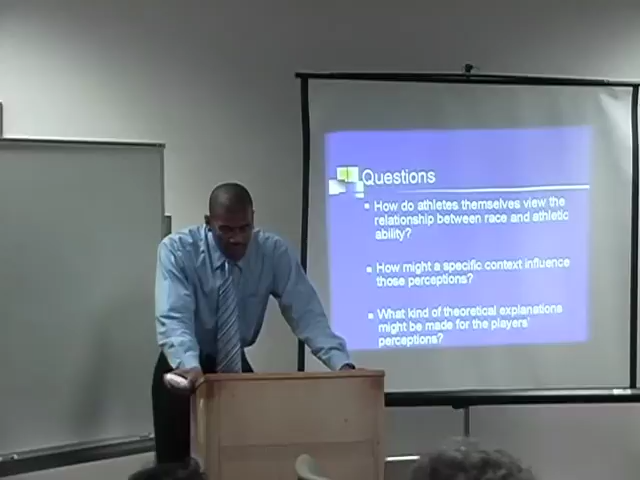 Questions
How do athletes themselves view the
relationship between race and athletic
ability?
How might a specific context influence
those perceptions?
What kind of theoretical explanations
might be made for the players'
perceptions?